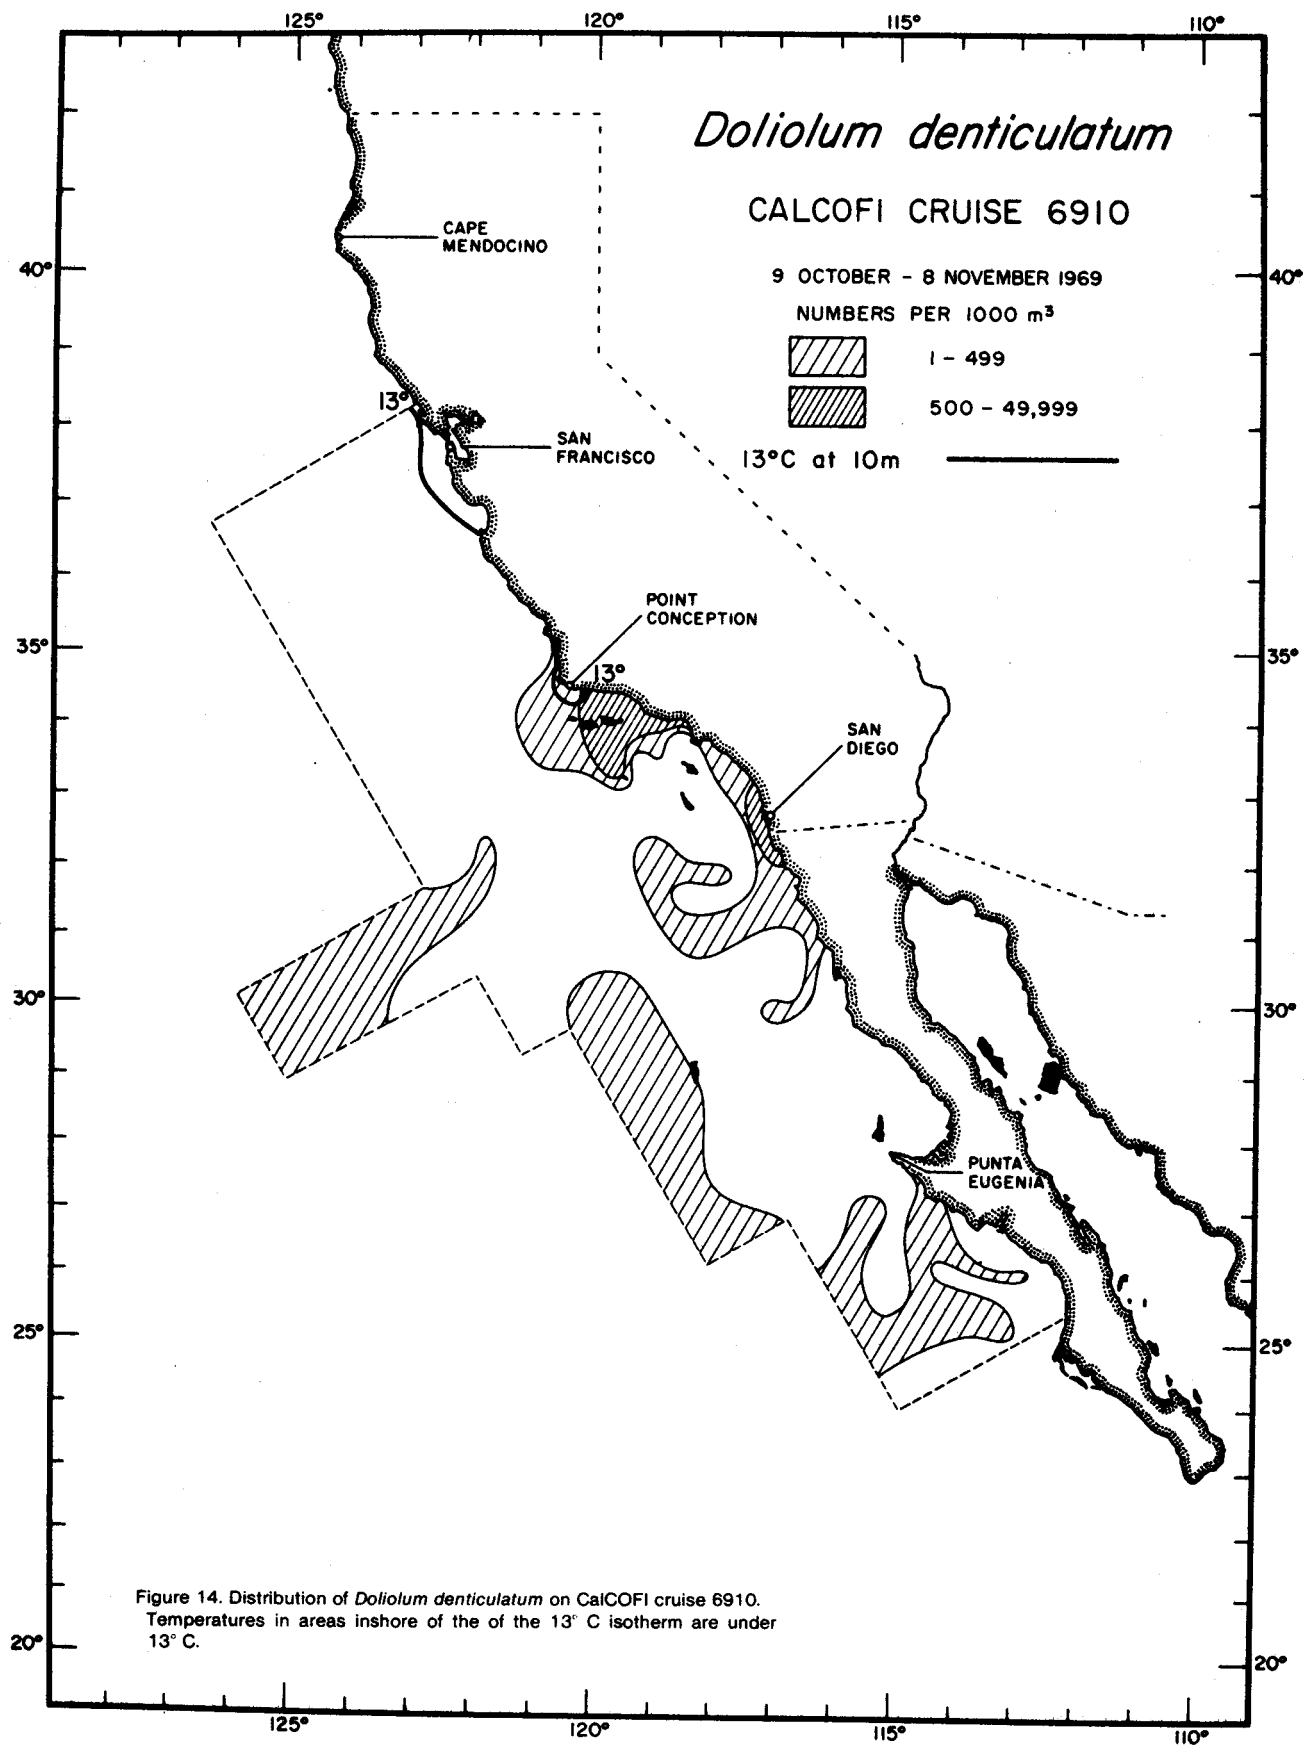 125° 120° 115° 110°
Doliolum denticulatum
CALCOFI CRUISE 6910
CAPE
MENDOCINO
40°
9 OCTOBER – 8 NOVEMBER 1969
40°
NUMBERS PER 1000 m³
1 – 499
13°
500 – 49,999
SAN
FRANCISCO
13°C at 10m
POINT
CONCEPTION
35°
35°
13°
SAN
DIEGO
30°
30°
PUNTA
EUGENIA
25°
25°
Figure 14. Distribution of Doliolum denticulatum on CalCOFI cruise 6910.
Temperatures in areas inshore of the of the 13° C isotherm are under
13° C.
20°
20°
125° 120° 115° 110°